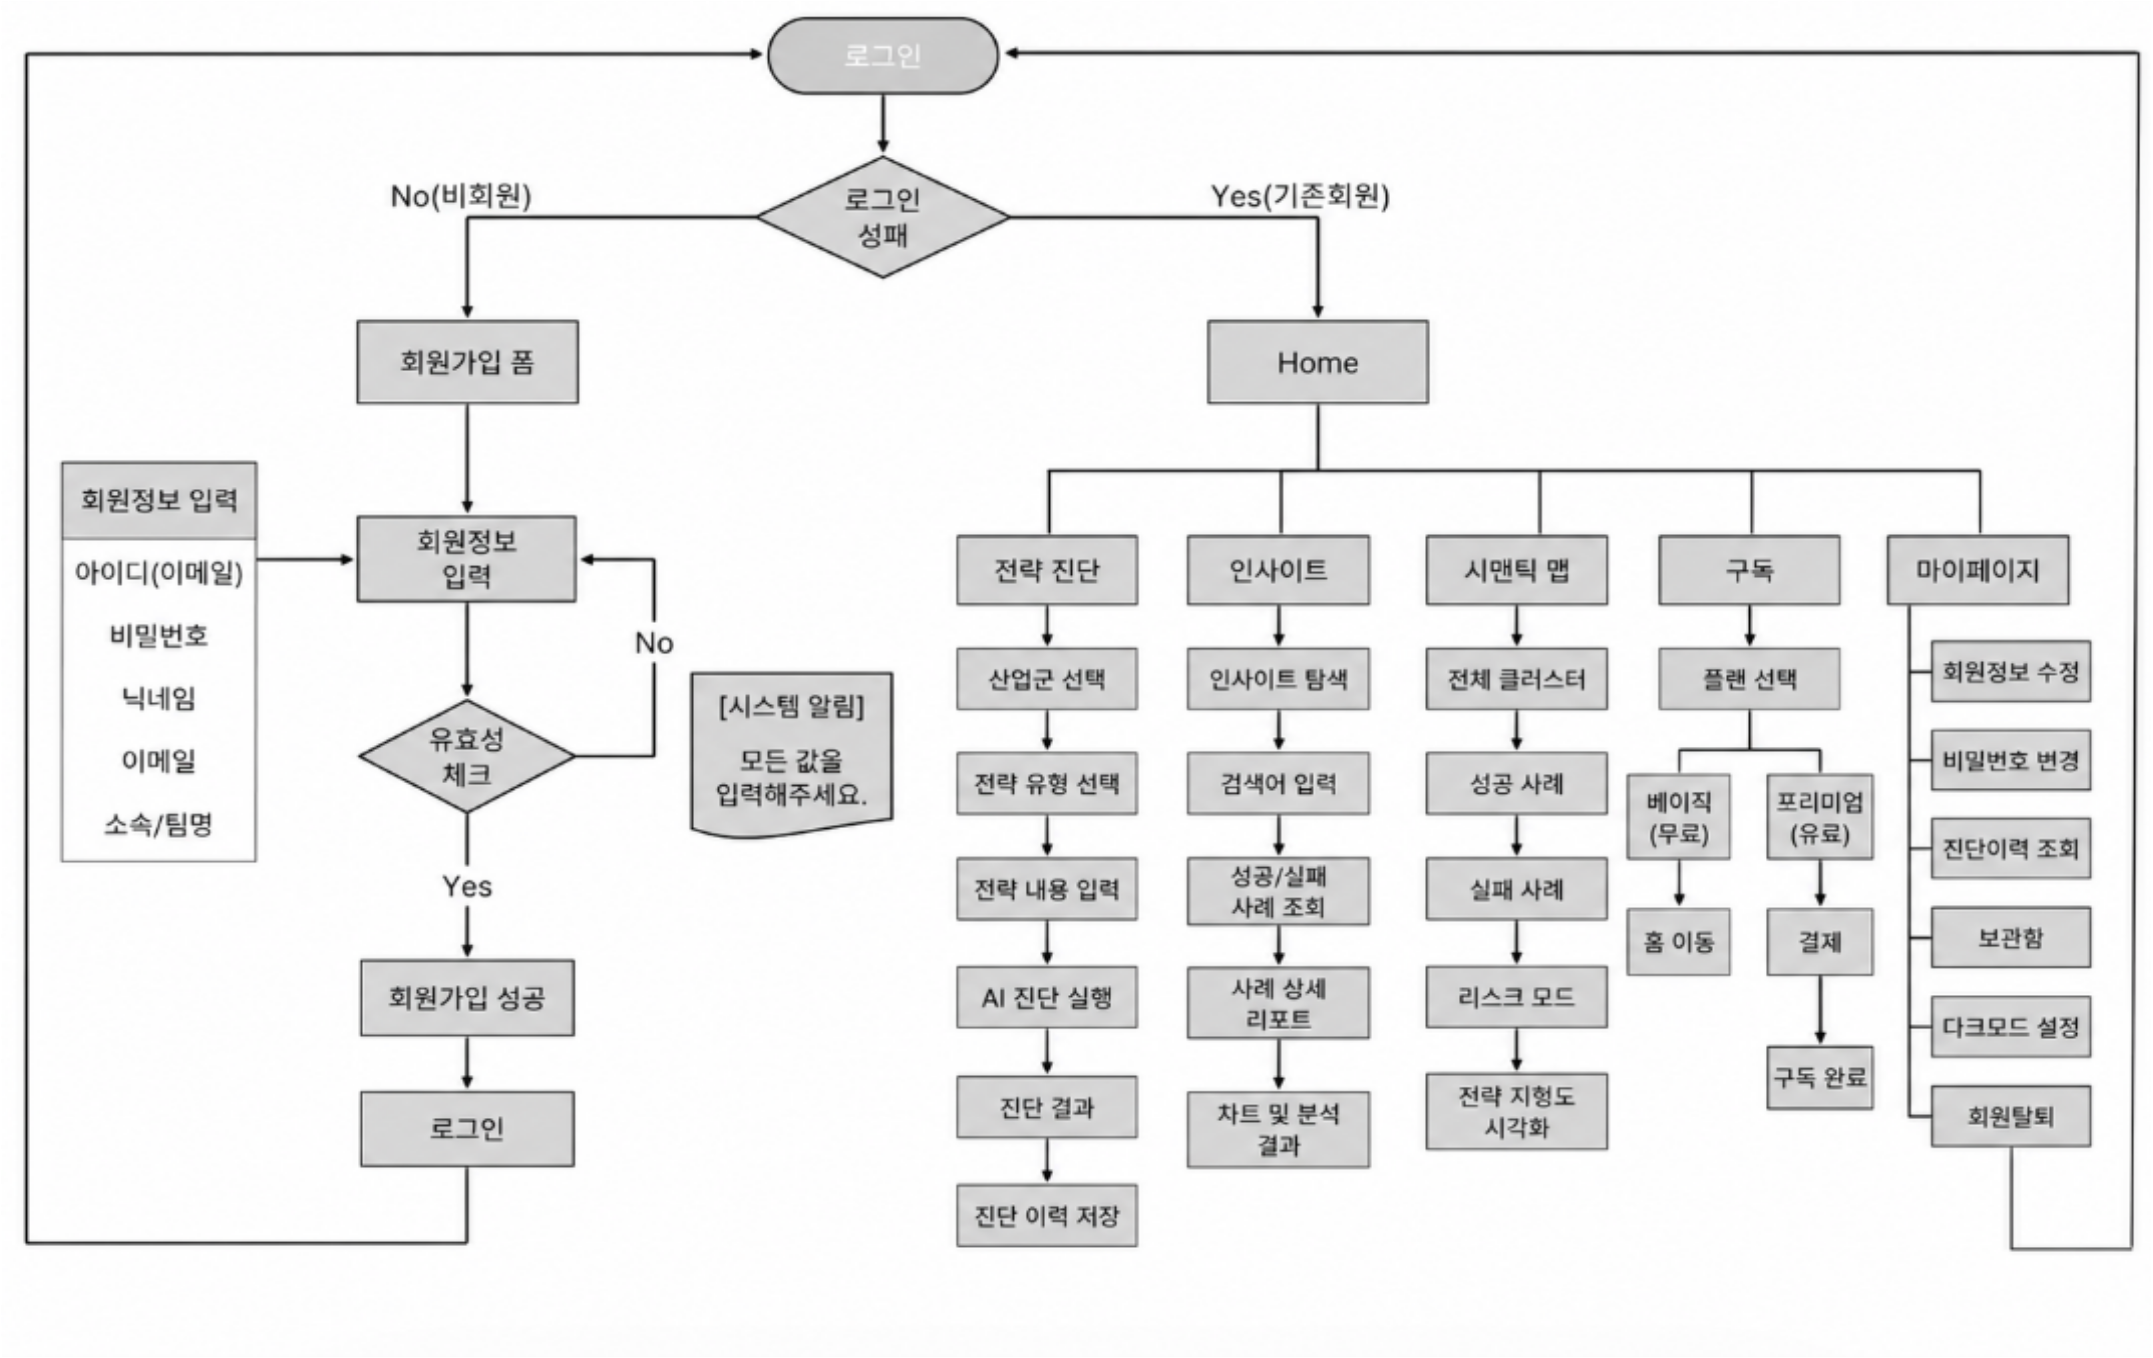 로그인
로그인
성패
No(비회원)
Yes(기존회원)
회원가입 폼
Home
회원정보 입력
아이디(이메일)
비밀번호
닉네임
이메일
소속/팀명
회원정보
입력
No
유효성
체크
[시스템 알림]
모든 값을
입력해주세요.
Yes
회원가입 성공
로그인
전략 진단
산업군 선택
전략 유형 선택
전략 내용 입력
AI 진단 실행
진단 결과
진단 이력 저장
인사이트
인사이트 탐색
검색어 입력
성공/실패
사례 조회
사례 상세
리포트
차트 및 분석
결과
시맨틱 맵
전체 클러스터
성공 사례
실패 사례
리스크 모드
전략 지형도
시각화
구독
플랜 선택
베이직
(무료)
홈 이동
포리미엄
(유료)
결제
구독 완료
마이페이지
회원정보 수정
비밀번호 변경
진단이력 조회
보관함
다크모드 설정
회원탈퇴